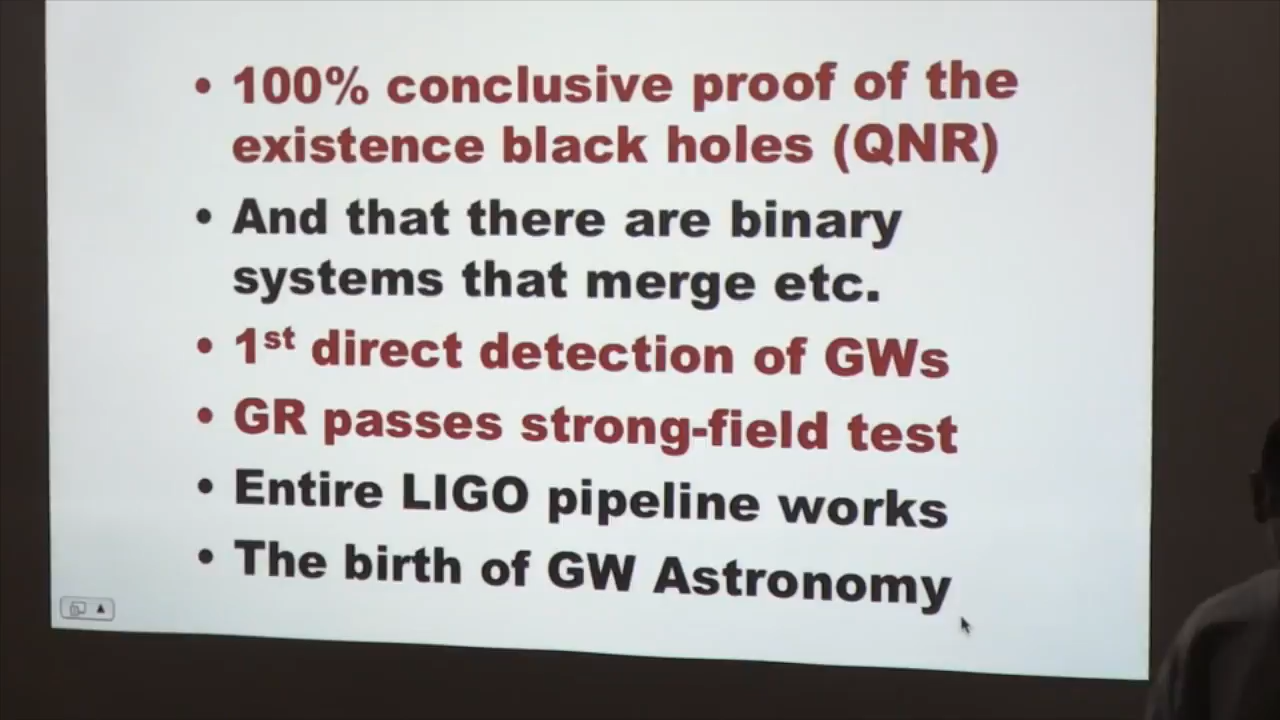 • 100% conclusive proof of the
existence black holes (QNR)
• And that there are binary
systems that merge etc.
• 1st direct detection of GWs
• GR passes strong-field test
• Entire LIGO pipeline works
• The birth of GW Astronomy